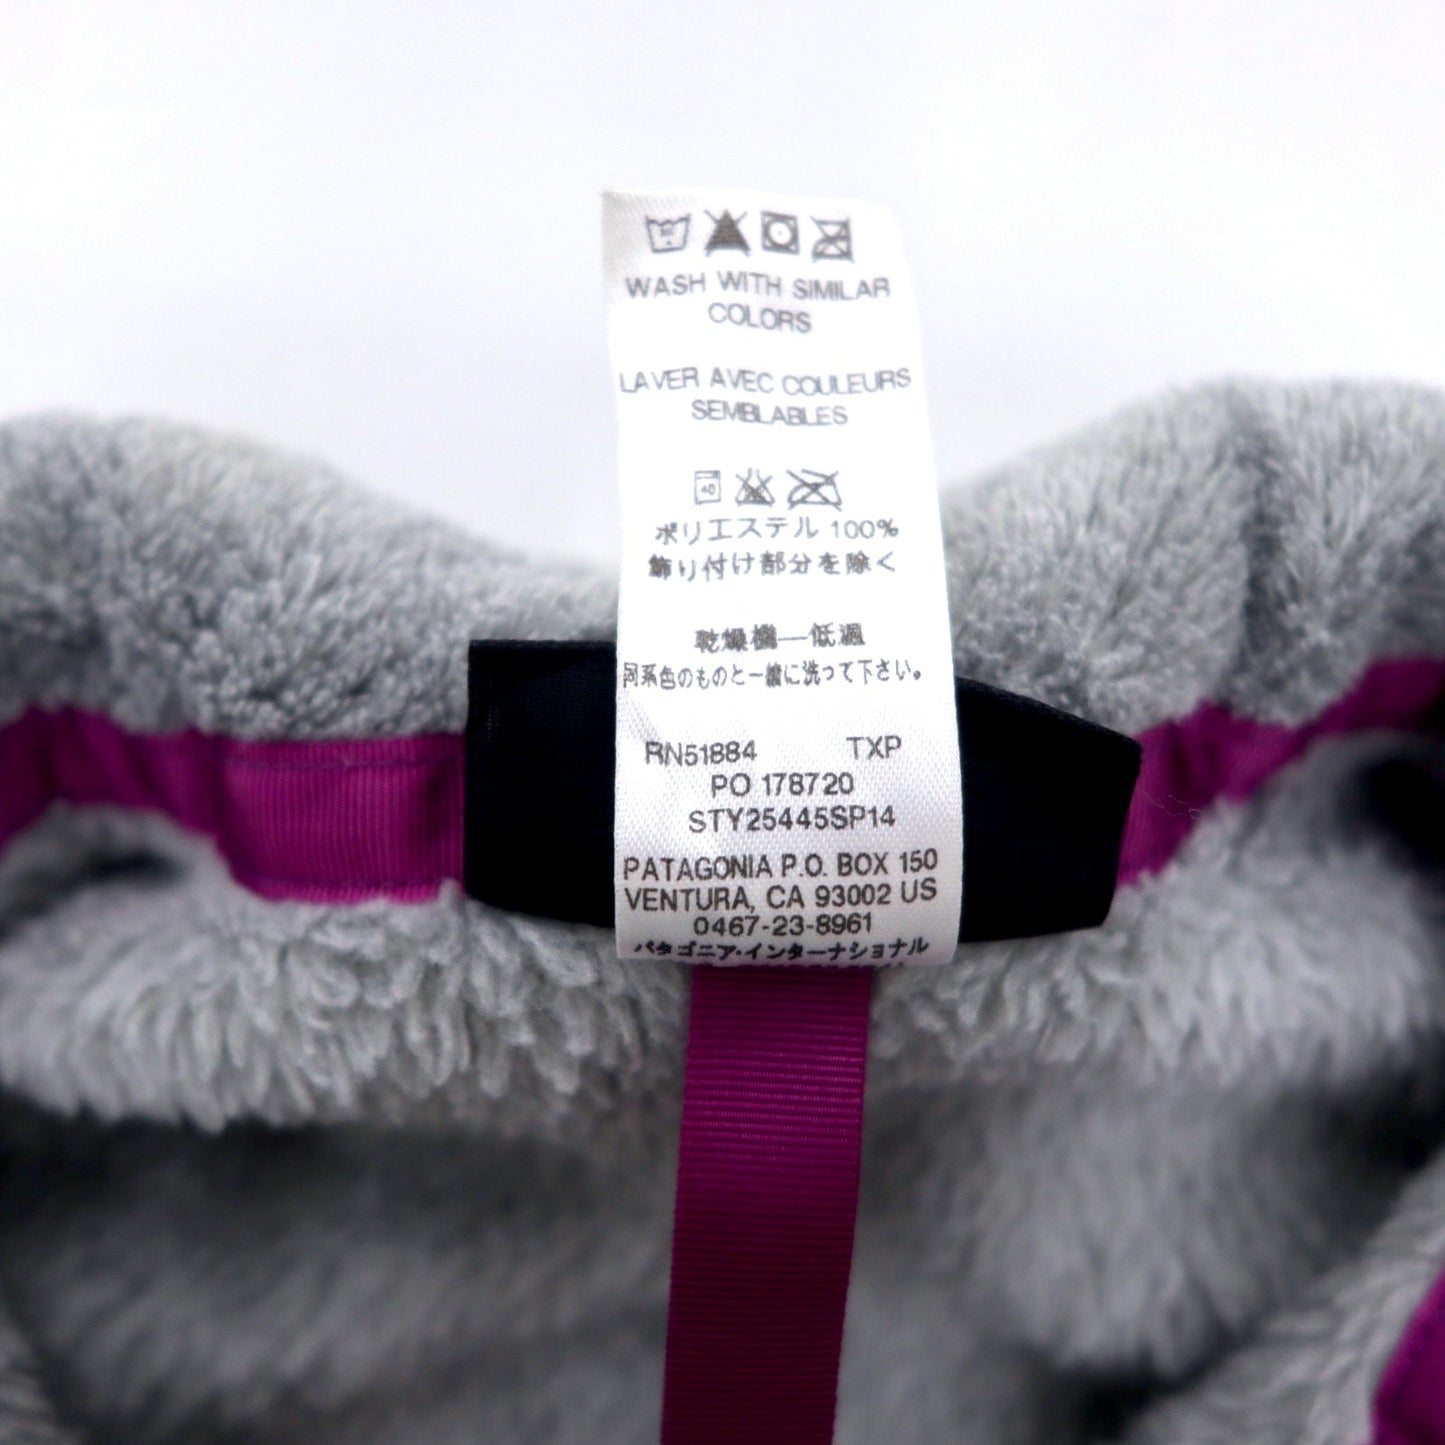 WASH WITH SIMILAR
COLORS
LAVER AVEC COULEURS
SEMBLABLES
40
ポリエステル 100%
飾り付け部分を除く
乾燥機—低温
同系色のものと一緒に洗って下さい。
RN51884 TXP
PO 178720
STY25445SP14
PATAGONIA P.O. BOX 150
VENTURA, CA 93002 US
0467-23-8961
パタゴニア・インターナショナル